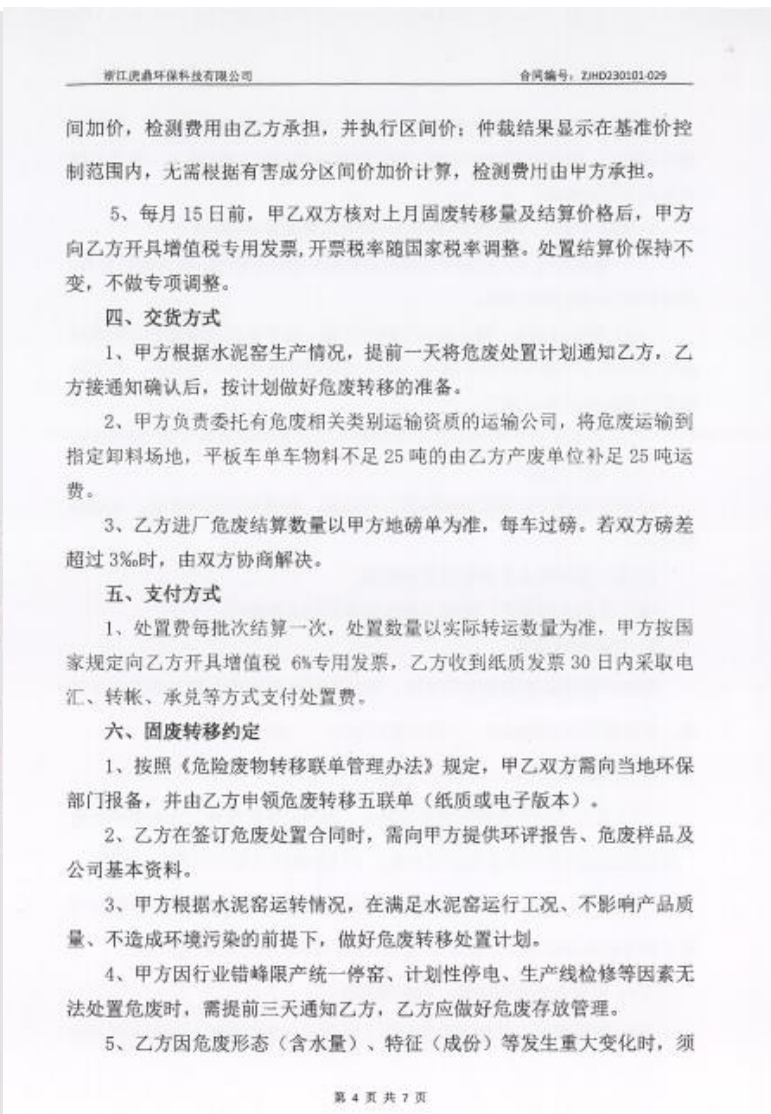 浙江虎鼎环保科技有限公司 合同编号：ZJHD230101-029
间加价，检测费用由乙方承担，并执行区间价；仲裁结果显示在基准价控
制范围内，无需根据有害成分区间价加价计算，检测费用由甲方承担。
5、每月 15 日前，甲乙双方核对上月固废转移量及结算价格后，甲方
向乙方开具增值税专用发票,开票税率随国家税率调整。处置结算价保持不
变，不做专项调整。
四、交货方式
1、甲方根据水泥窑生产情况，提前一天将危废处置计划通知乙方，乙
方接通知确认后，按计划做好危废转移的准备。
2、甲方负责委托有危废相关类别运输资质的运输公司，将危废运输到
指定卸料场地，平板车单车物料不足 25 吨的由乙方产废单位补足 25 吨运
费。
3、乙方进厂危废结算数量以甲方地磅单为准，每车过磅。若双方磅差
超过 3‰时，由双方协商解决。
五、支付方式
1、处置费每批次结算一次，处置数量以实际转运数量为准，甲方按国
家规定向乙方开具增值税 6%专用发票，乙方收到纸质发票 30 日内采取电
汇、转帐、承兑等方式支付处置费。
六、固废转移约定
1、按照《危险废物转移联单管理办法》规定，甲乙双方需向当地环保
部门报备，并由乙方申领危废转移五联单（纸质或电子版本）。
2、乙方在签订危废处置合同时，需向甲方提供环评报告、危废样品及
公司基本资料。
3、甲方根据水泥窑运转情况，在满足水泥窑运行工况、不影响产品质
量、不造成环境污染的前提下，做好危废转移处置计划。
4、甲方因行业错峰限产统一停窑、计划性停电、生产线检修等因素无
法处置危废时，需提前三天通知乙方，乙方应做好危废存放管理。
5、乙方因危废形态（含水量）、特征（成份）等发生重大变化时，须
第 4 页 共 7 页